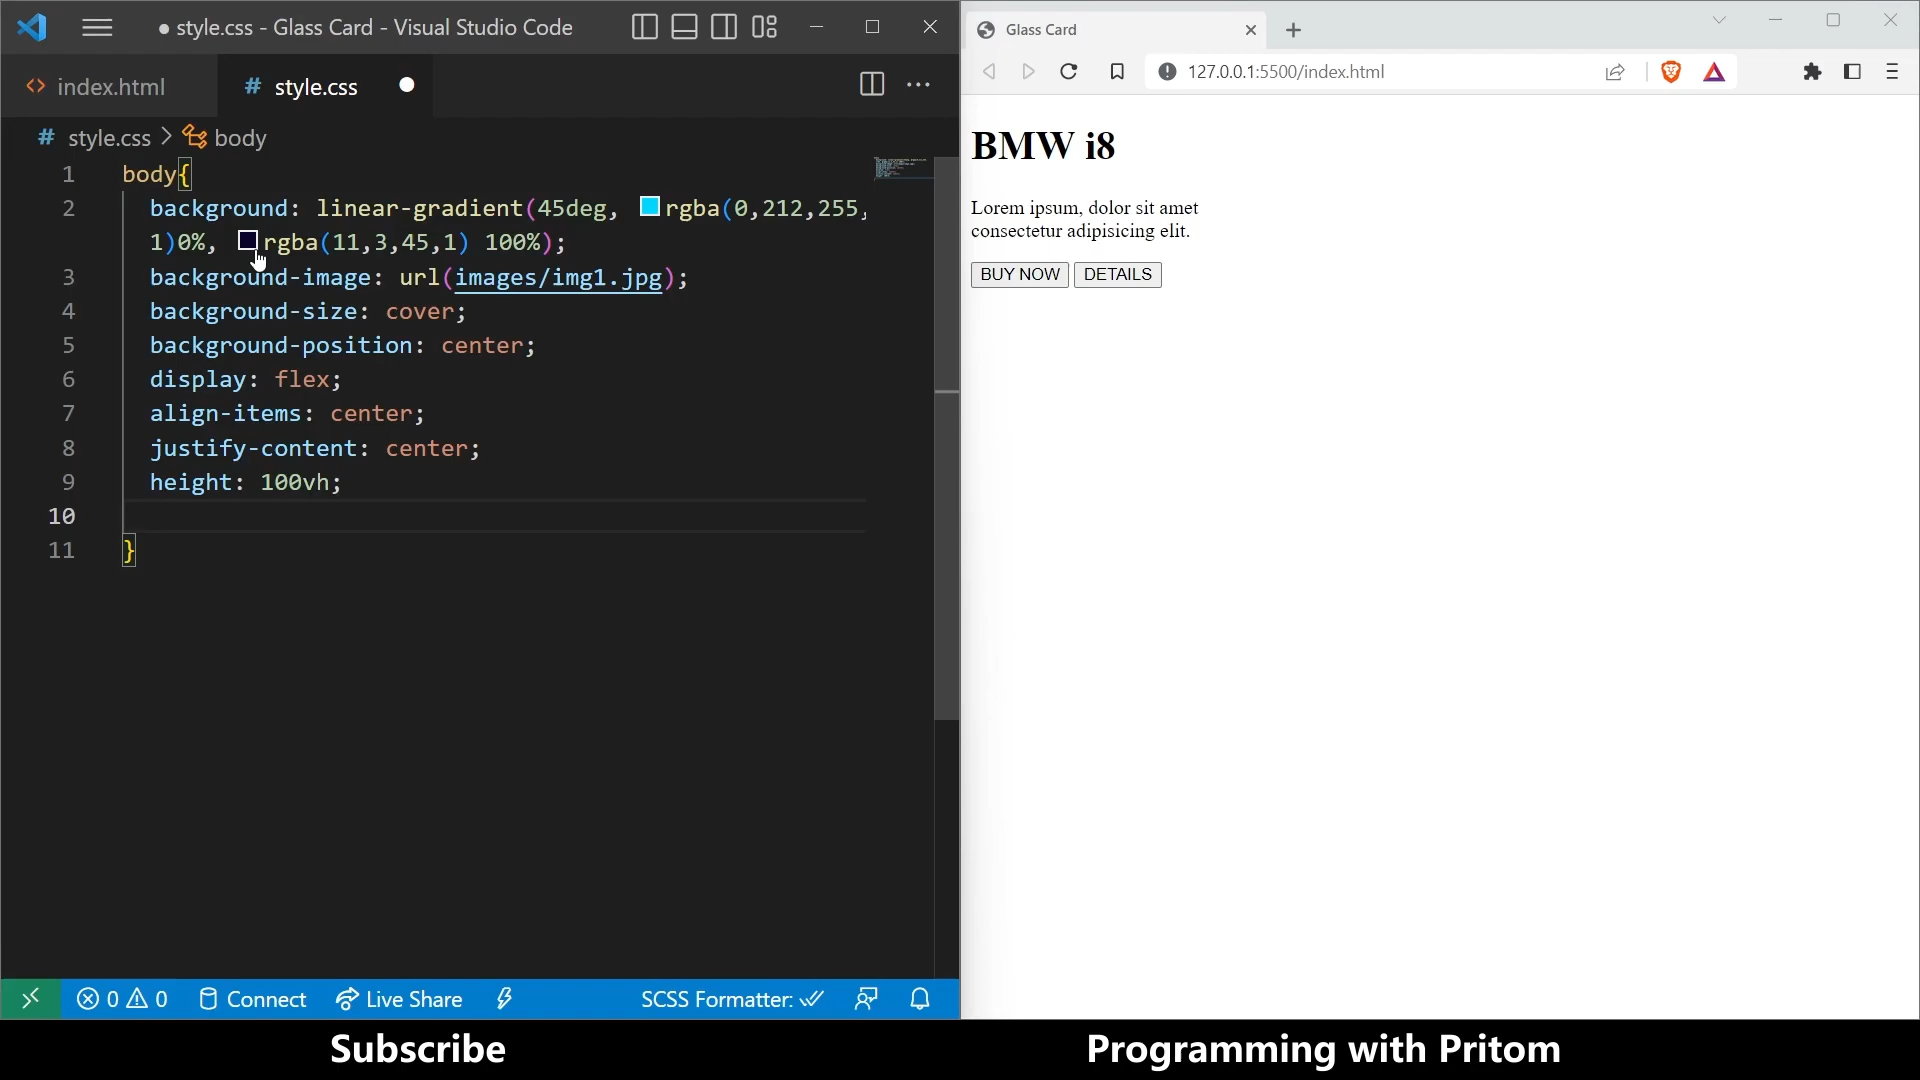 ● style.css - Glass Card - Visual Studio Code
index.html
# style.css ●
# style.css > body
1 body{
2 background: linear-gradient(45deg, rgba(0,212,255,
1)0%, rgba(11,3,45,1) 100%);
3 background-image: url(images/img1.jpg);
4 background-size: cover;
5 background-position: center;
6 display: flex;
7 align-items: center;
8 justify-content: center;
9 height: 100vh;
10
11 }
0 0 Connect Live Share SCSS Formatter:
Glass Card
127.0.0.1:5500/index.html
BMW i8
Lorem ipsum, dolor sit amet
consectetur adipisicing elit.
BUY NOW DETAILS
Subscribe
Programming with Pritom